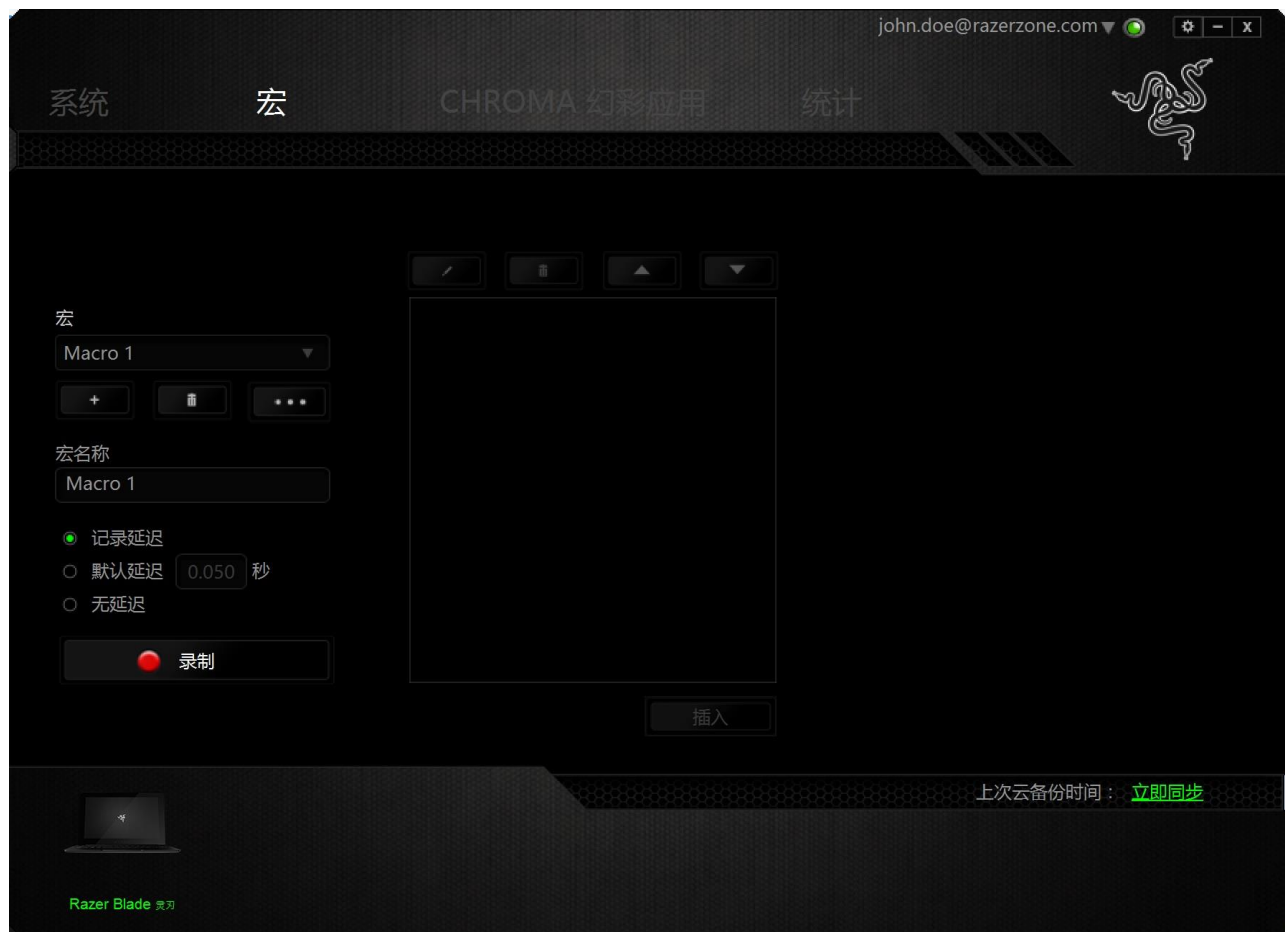 john.doe@razerzone.com
系统 宏 CHROMA 幻彩应用 统计
宏
Macro 1
宏名称
Macro 1
记录延迟
默认延迟 0.050 秒
无延迟
录制
插入
上次云备份时间： 立即同步
Razer Blade 灵刃